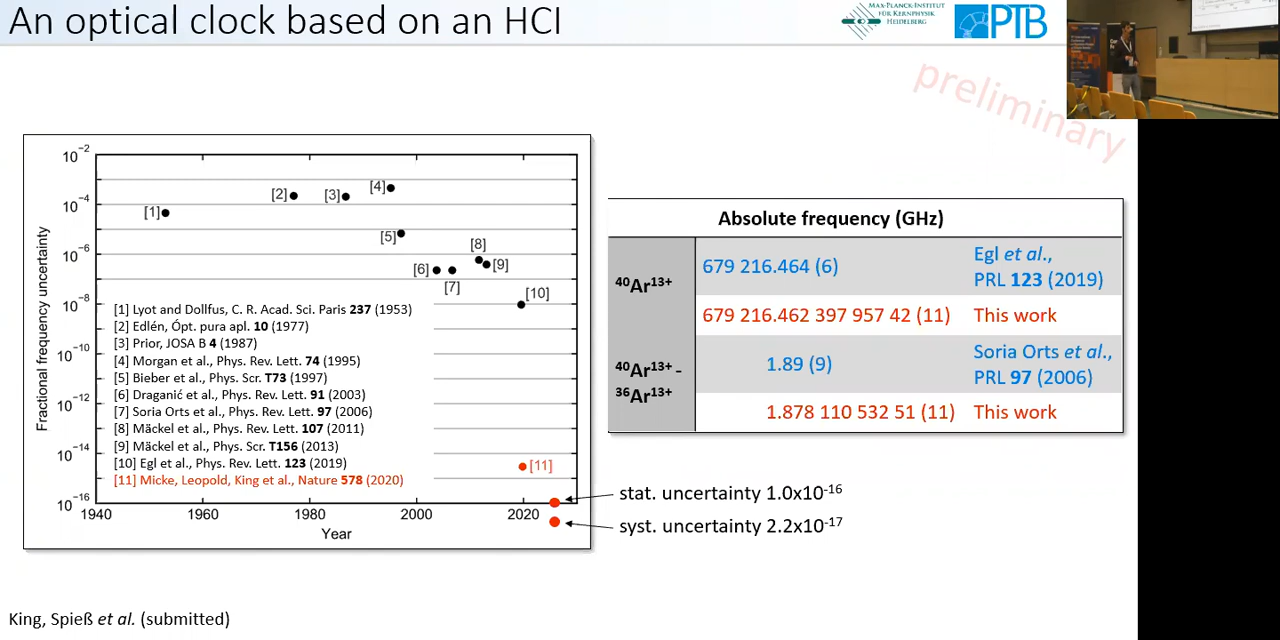 An optical clock based on an HCI
MAX-PLANCK-INSTITUT
FÜR KERNPHYSIK
HEIDELBERG
PTB
preliminary
10-2
10-4
10-6
10-8
10-10
10-12
10-14
10-16
Fractional frequency uncertainty
[1]
[2]
[3]
[4]
[5]
[6]
[7]
[8]
[9]
[10]
[11]
[1] Lyot and Dollfus, C. R. Acad. Sci. Paris 237 (1953)
[2] Edlén, Ópt. pura apl. 10 (1977)
[3] Prior, JOSA B 4 (1987)
[4] Morgan et al., Phys. Rev. Lett. 74 (1995)
[5] Bieber et al., Phys. Scr. T73 (1997)
[6] Draganić et al., Phys. Rev. Lett. 91 (2003)
[7] Soria Orts et al., Phys. Rev. Lett. 97 (2006)
[8] Mäckel et al., Phys. Rev. Lett. 107 (2011)
[9] Mäckel et al., Phys. Scr. T156 (2013)
[10] Egl et al., Phys. Rev. Lett. 123 (2019)
[11] Micke, Leopold, King et al., Nature 578 (2020)
1940 1960 1980 2000 2020
Year
Absolute frequency (GHz)
40Ar13+
679 216.464 (6)
Egl et al.,
PRL 123 (2019)
679 216.462 397 957 42 (11) This work
40Ar13+ -
36Ar13+
1.89 (9)
Soria Orts et al.,
PRL 97 (2006)
1.878 110 532 51 (11) This work
stat. uncertainty 1.0x10-16
syst. uncertainty 2.2x10-17
King, Spieß et al. (submitted)